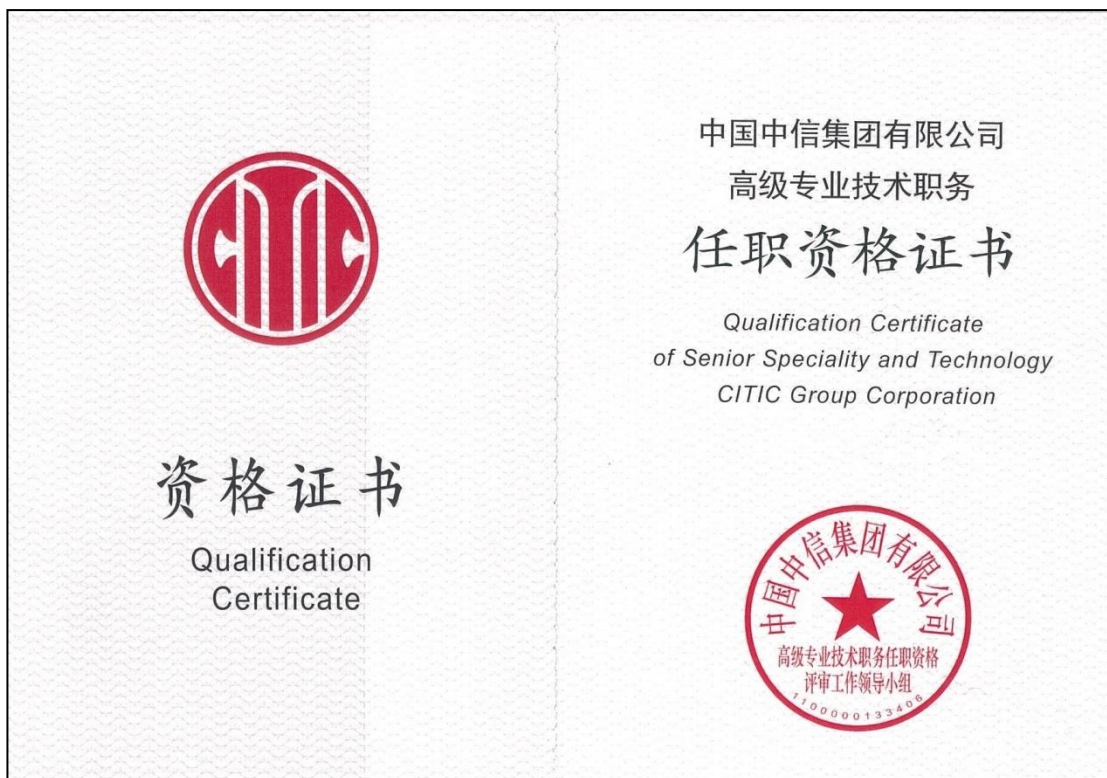 CITIC
资格证书
Qualification
Certificate
中国中信集团有限公司
高级专业技术职务
任职资格证书
Qualification Certificate
of Senior Speciality and Technology
CITIC Group Corporation
中国中信集团有限公司
高级专业技术职务任职资格
评审工作领导小组
1100000133406